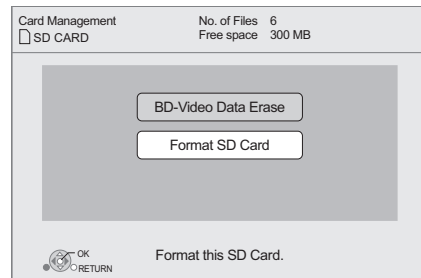 Card Management No. of Files 6
SD CARD Free space 300 MB
BD-Video Data Erase
Format SD Card
OK
RETURN
Format this SD Card.